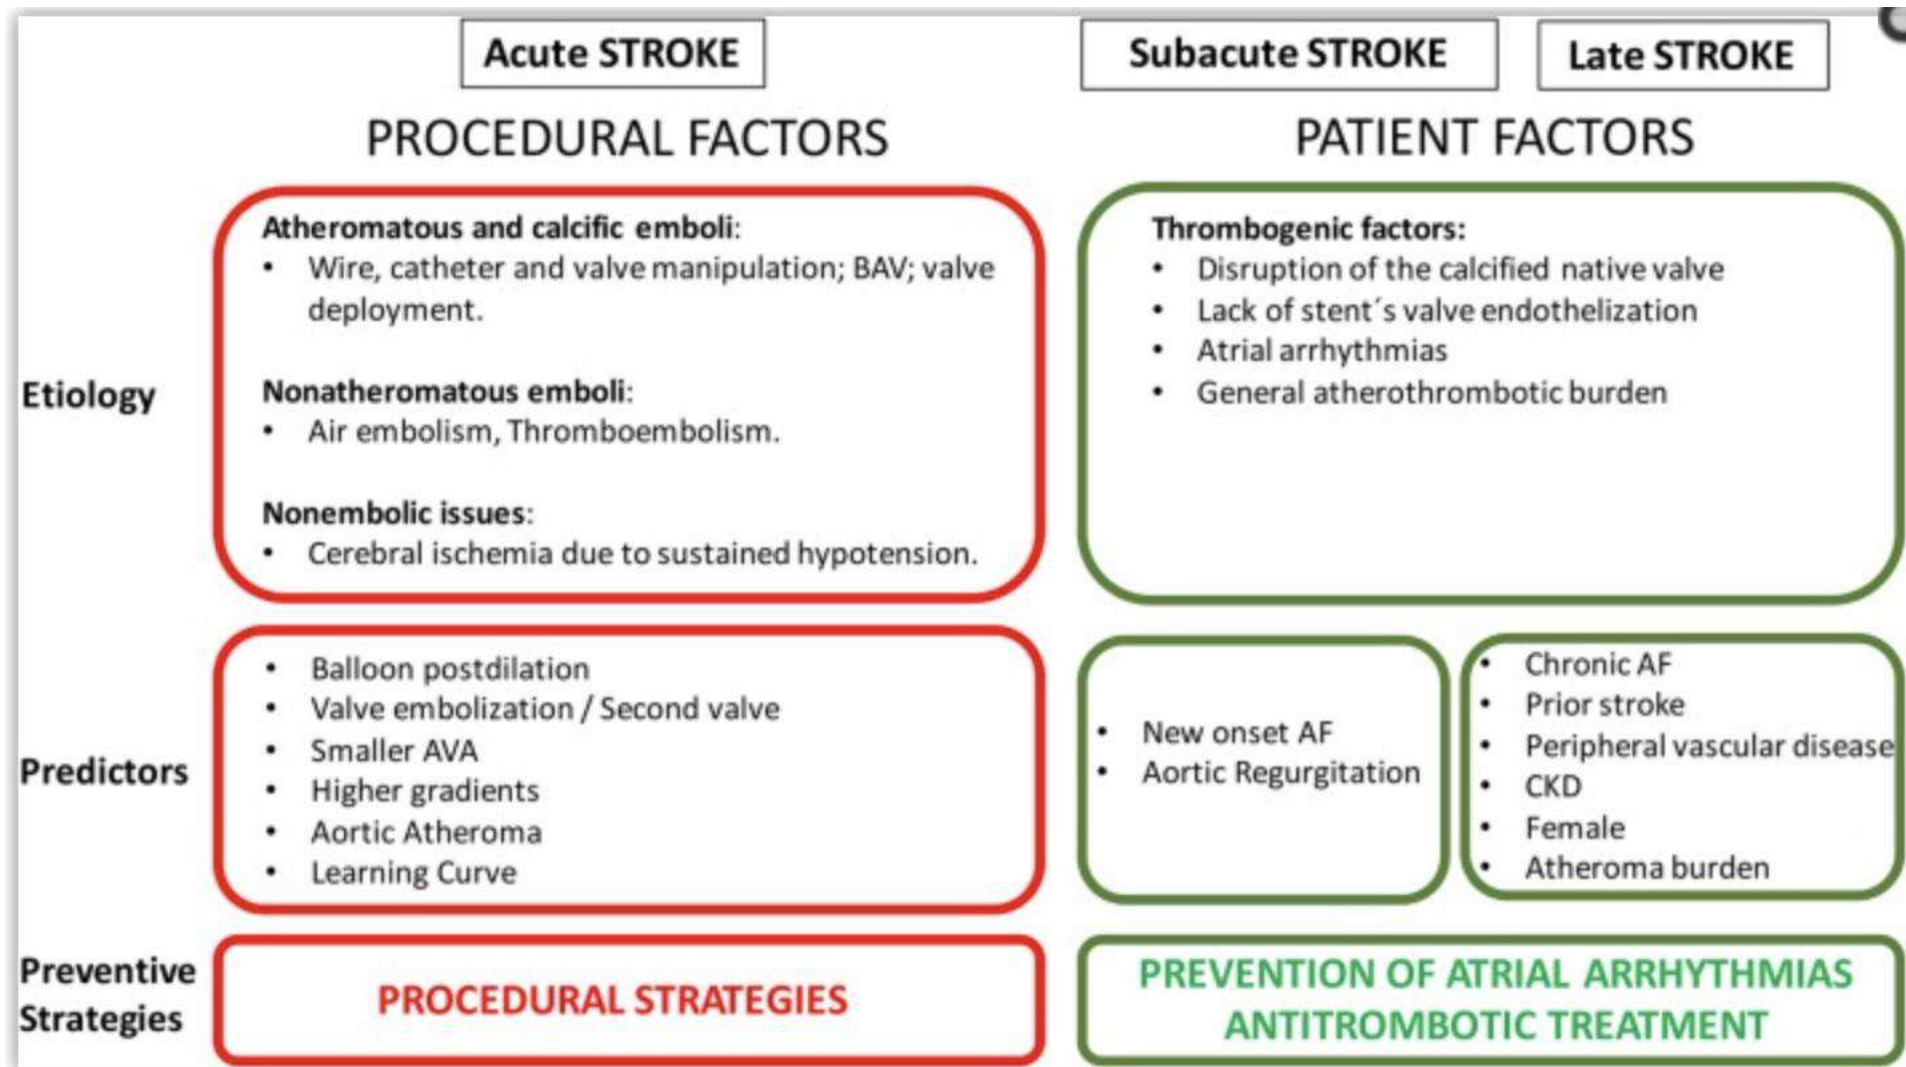 Acute STROKE
Subacute STROKE
Late STROKE
PROCEDURAL FACTORS
PATIENT FACTORS
Etiology
Atheromatous and calcific emboli:
• Wire, catheter and valve manipulation; BAV; valve
deployment.
Nonatheromatous emboli:
• Air embolism, Thromboembolism.
Nonembolic issues:
• Cerebral ischemia due to sustained hypotension.
Thrombogenic factors:
• Disruption of the calcified native valve
• Lack of stent´s valve endothelization
• Atrial arrhythmias
• General atherothrombotic burden
Predictors
• Balloon postdilation
• Valve embolization / Second valve
• Smaller AVA
• Higher gradients
• Aortic Atheroma
• Learning Curve
• New onset AF
• Aortic Regurgitation
• Chronic AF
• Prior stroke
• Peripheral vascular disease
• CKD
• Female
• Atheroma burden
Preventive
Strategies
PROCEDURAL STRATEGIES
PREVENTION OF ATRIAL ARRHYTHMIAS
ANTITROMBOTIC TREATMENT